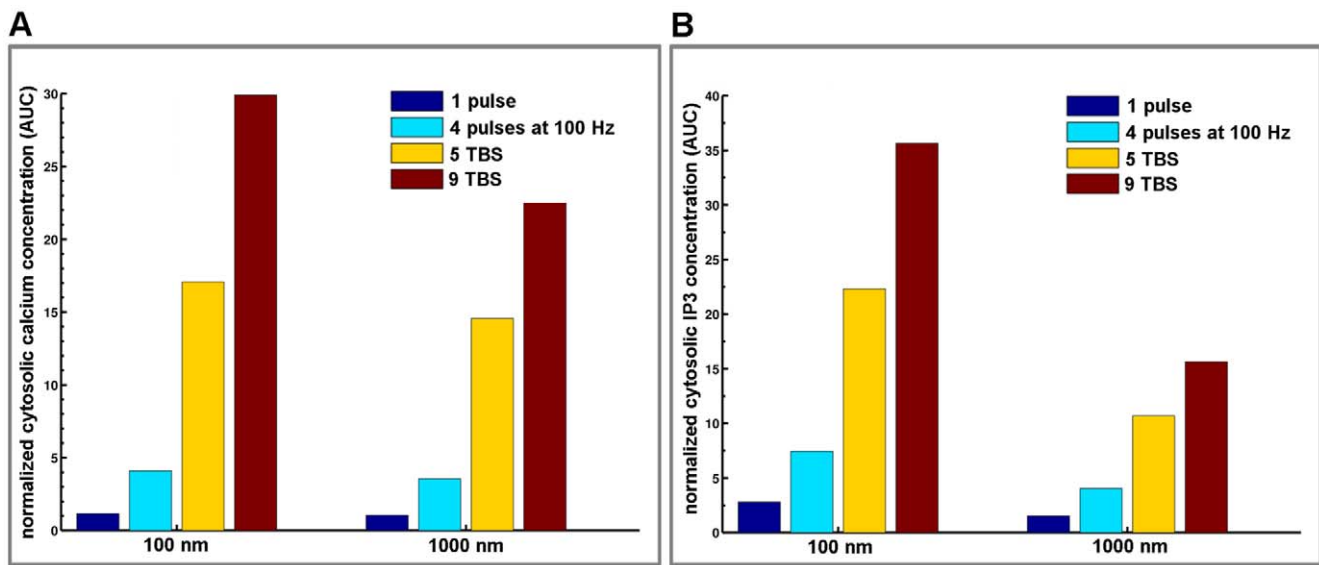 A
normalized cytosolic calcium concentration (AUC)
30
25
20
15
10
5
0
1 pulse
4 pulses at 100 Hz
5 TBS
9 TBS
100 nm
1000 nm
B
normalized cytosolic IP3 concentration (AUC)
40
35
30
25
20
15
10
5
0
1 pulse
4 pulses at 100 Hz
5 TBS
9 TBS
100 nm
1000 nm